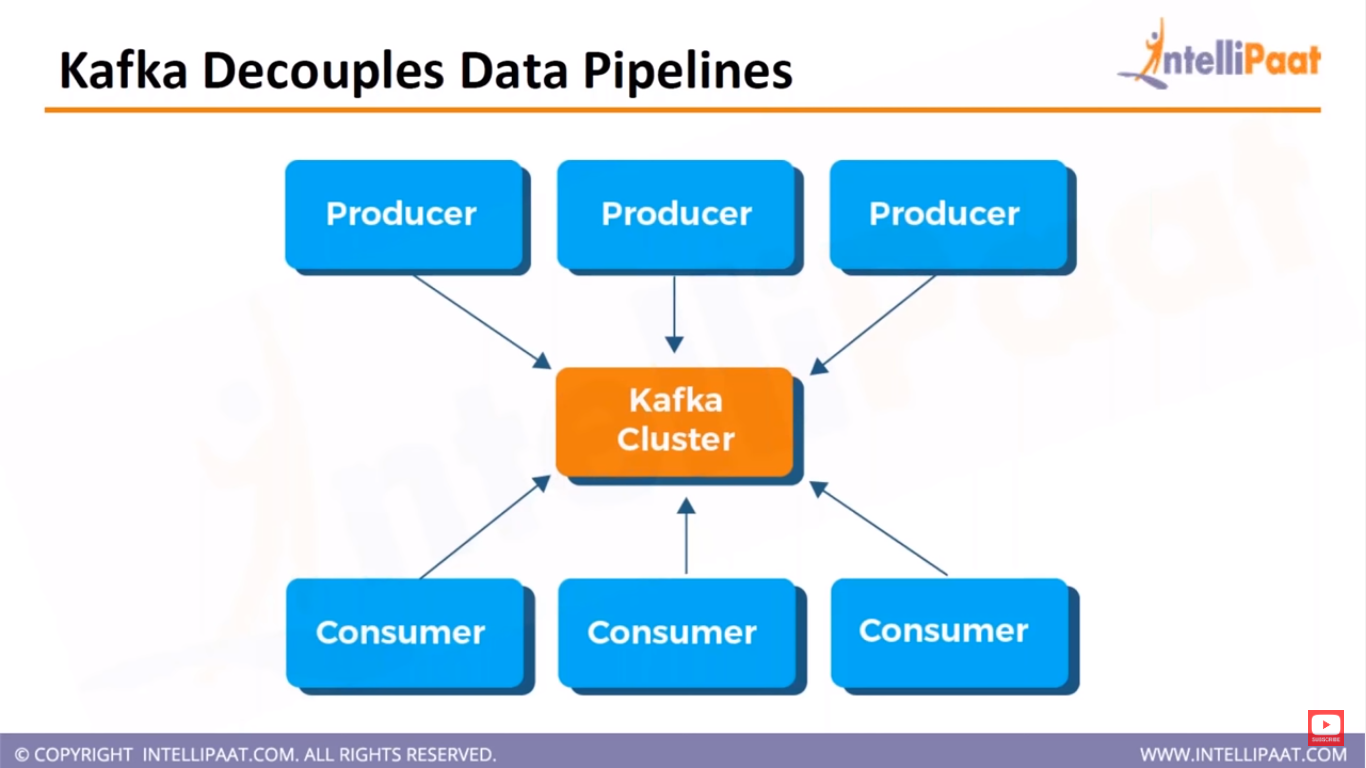 Kafka Decouples Data Pipelines
IntelliPaat
Producer
Producer
Producer
Kafka
Cluster
Consumer
Consumer
Consumer
SUBSCRIBE
© COPYRIGHT INTELLIPAAT.COM. ALL RIGHTS RESERVED.
WWW.INTELLIPAAT.COM